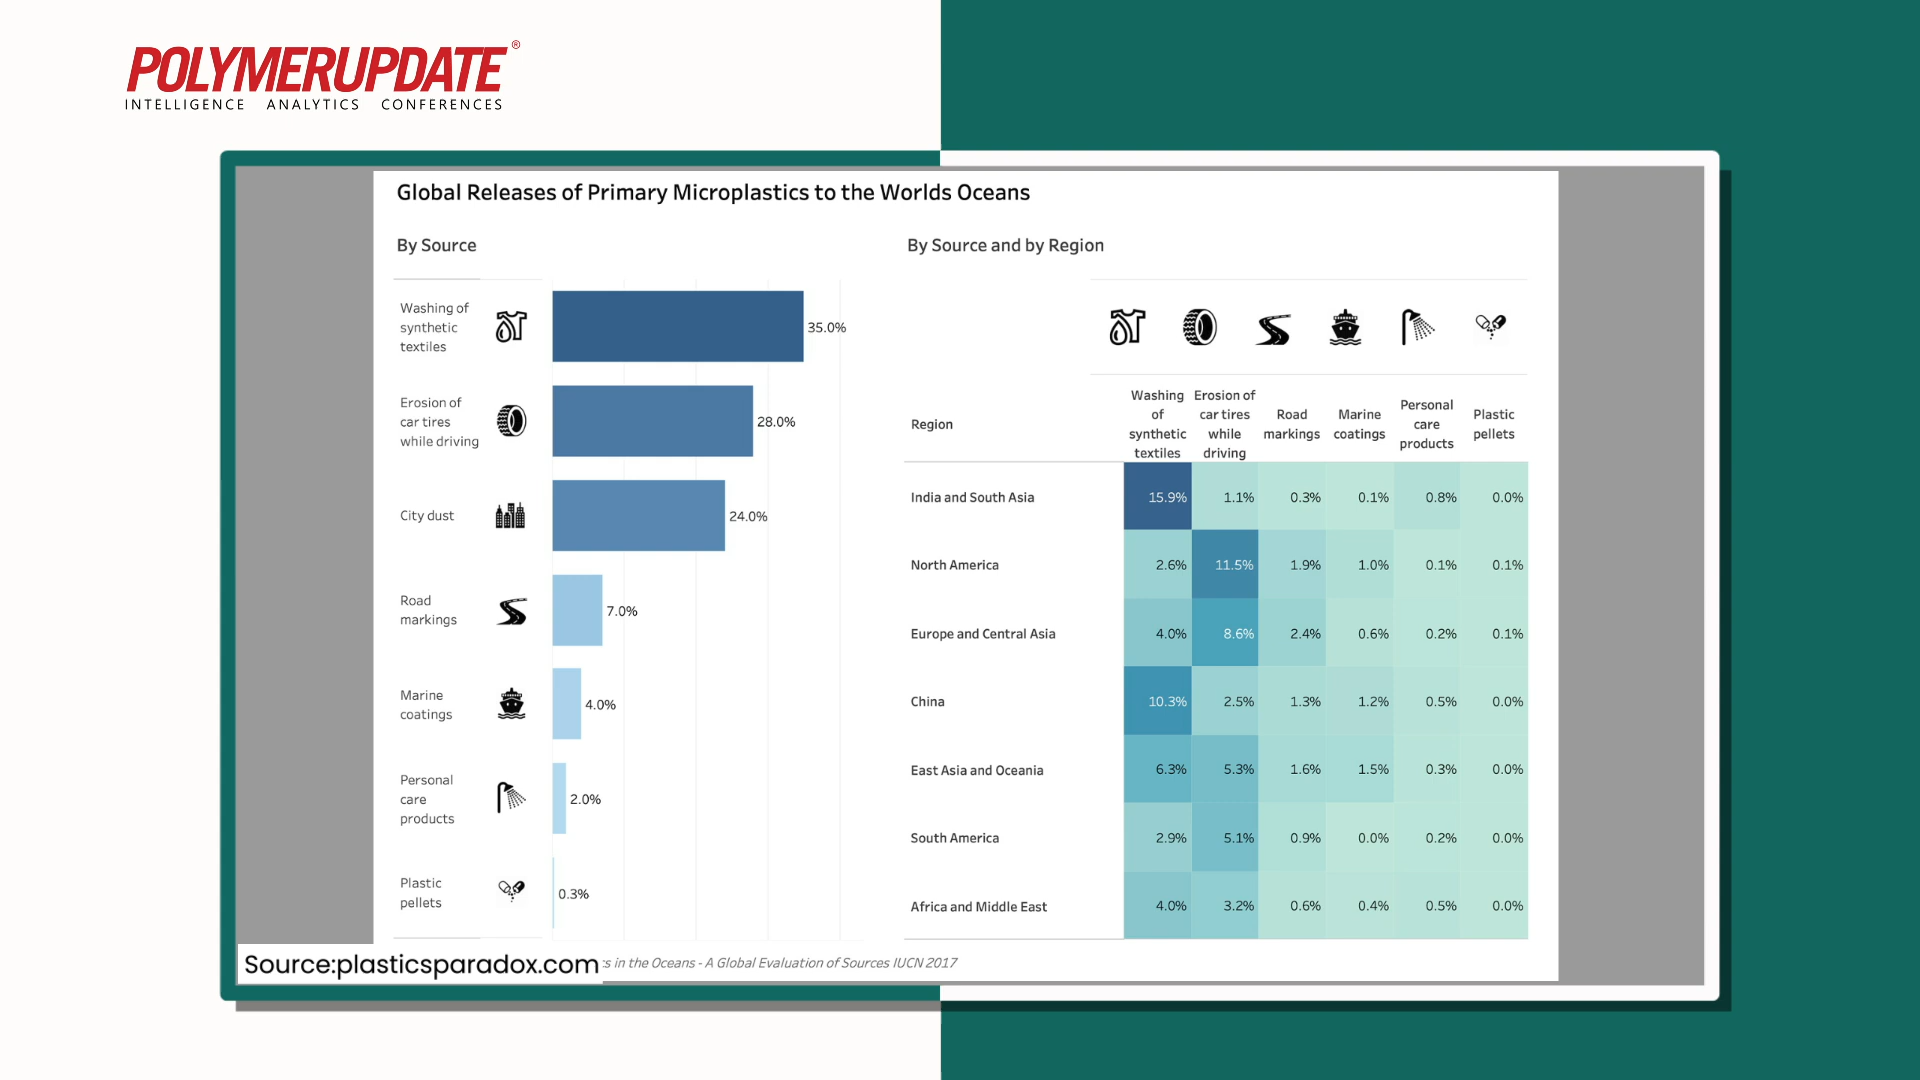 POLYMERUPDATE®
INTELLIGENCE ANALYTICS CONFERENCES
Global Releases of Primary Microplastics to the Worlds Oceans
By Source
Washing of
synthetic
textiles
35.0%
Erosion of
car tires
while driving
28.0%
City dust
24.0%
Road
markings
7.0%
Marine
coatings
4.0%
Personal
care
products
2.0%
Plastic
pellets
0.3%
By Source and by Region
Region
Washing
of
synthetic
textiles
Erosion of
car tires
while
driving
Road
markings
Marine
coatings
Personal
care
products
Plastic
pellets
India and South Asia 15.9% 1.1% 0.3% 0.1% 0.8% 0.0%
North America 2.6% 11.5% 1.9% 1.0% 0.1% 0.1%
Europe and Central Asia 4.0% 8.6% 2.4% 0.6% 0.2% 0.1%
China 10.3% 2.5% 1.3% 1.2% 0.5% 0.0%
East Asia and Oceania 6.3% 5.3% 1.6% 1.5% 0.3% 0.0%
South America 2.9% 5.1% 0.9% 0.0% 0.2% 0.0%
Africa and Middle East 4.0% 3.2% 0.6% 0.4% 0.5% 0.0%
Source:plasticsparadox.com
in the Oceans - A Global Evaluation of Sources IUCN 2017